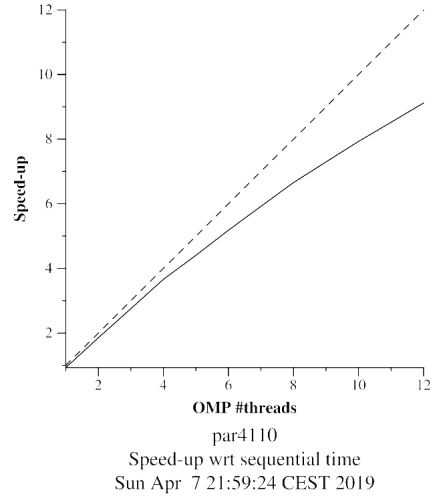 12
10
8
6
4
2
Speed-up
2 4 6 8 10 12
OMP #threads
par4110
Speed-up wrt sequential time
Sun Apr 7 21:59:24 CEST 2019